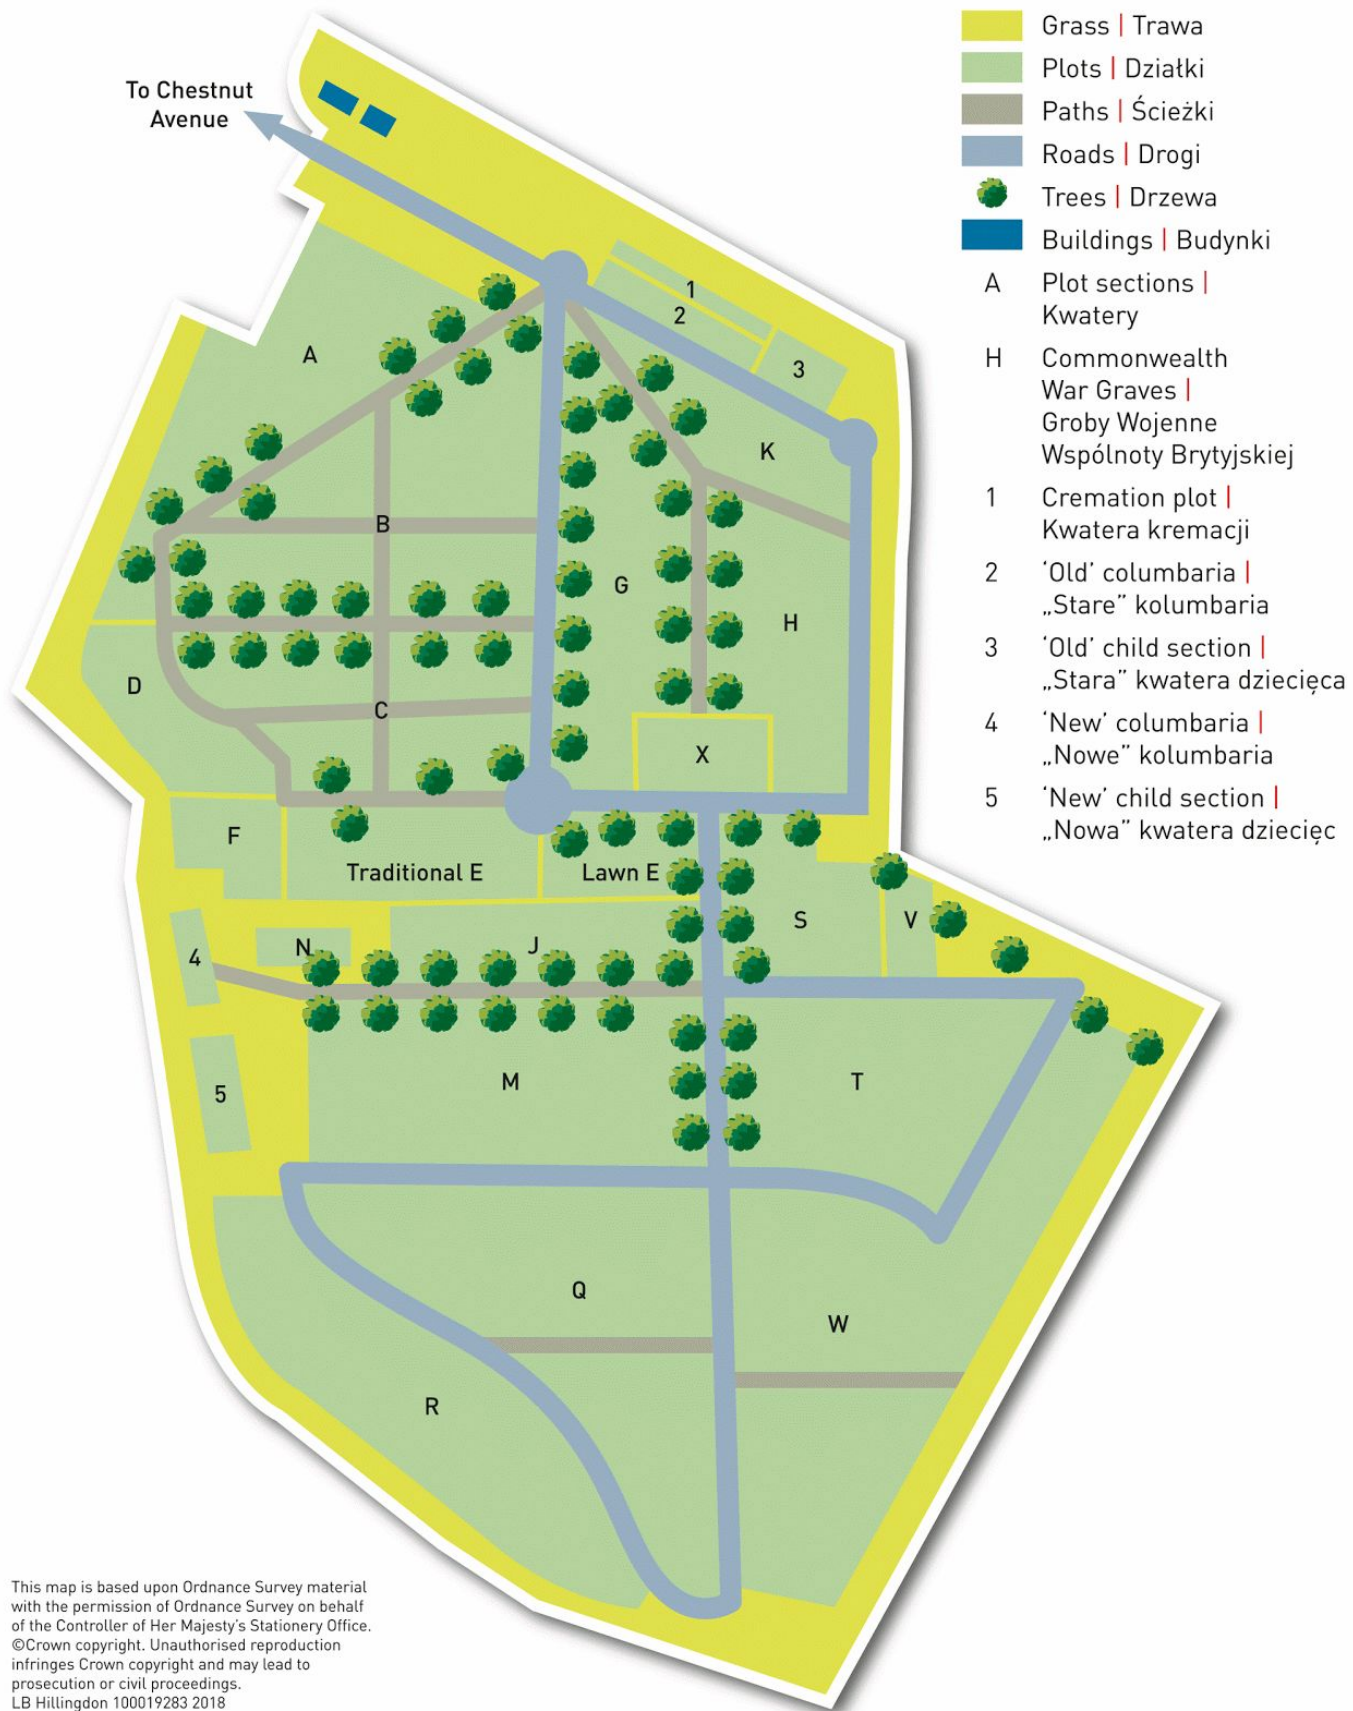 To Chestnut
Avenue
Grass | Trawa
Plots | Działki
Paths | Ścieżki
Roads | Drogi
Trees | Drzewa
Buildings | Budynki
A Plot sections |
Kwatery
H Commonwealth
War Graves |
Groby Wojenne
Wspólnoty Brytyjskiej
1 Cremation plot |
Kwatera kremacji
2 ‘Old’ columbaria |
„Stare” kolumbaria
3 ‘Old’ child section |
„Stara” kwatera dziecięca
4 ‘New’ columbaria |
„Nowe” kolumbaria
5 ‘New’ child section |
„Nowa” kwatera dziecięc
1
2
3
A
K
B
G
H
D
C
X
F
Traditional E
Lawn E
S
V
N
J
4
5
M
T
Q
W
R
This map is based upon Ordnance Survey material
with the permission of Ordnance Survey on behalf
of the Controller of Her Majesty’s Stationery Office.
©Crown copyright. Unauthorised reproduction
infringes Crown copyright and may lead to
prosecution or civil proceedings.
LB Hillingdon 100019283 2018